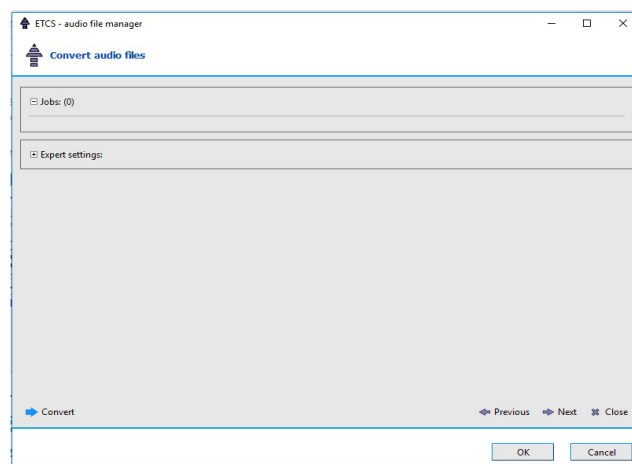 ETCS - audio file manager
Convert audio files
Jobs: (0)
Expert settings:
Convert Previous Next Close
OK Cancel